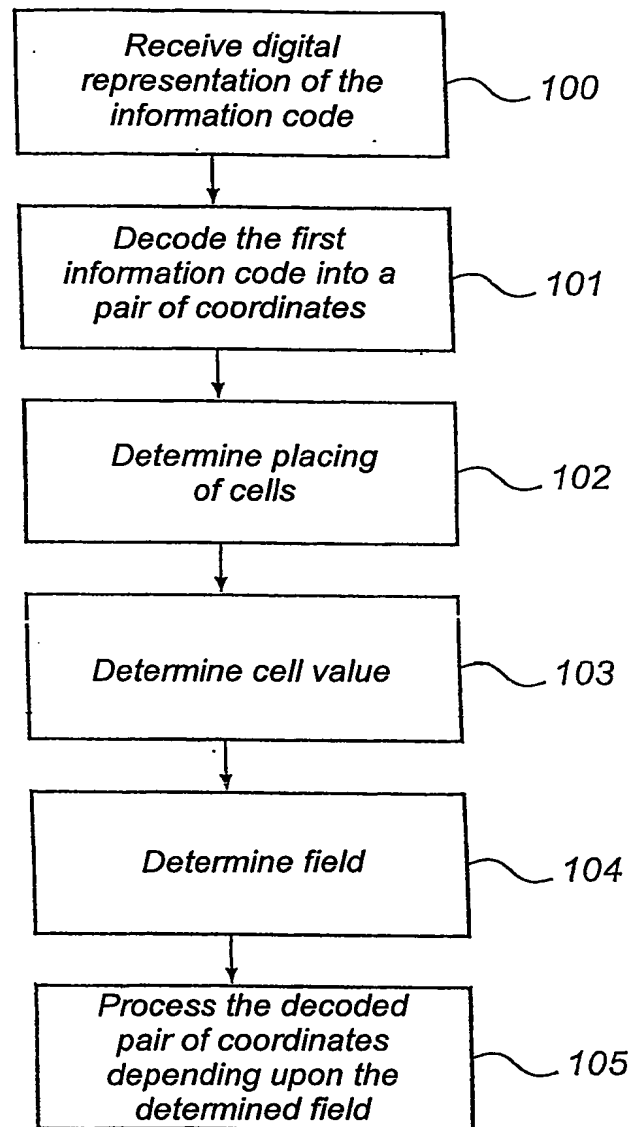 Receive digital
representation of the
information code
100
Decode the first
information code into a
pair of coordinates
101
Determine placing
of cells
102
Determine cell value
103
Determine field
104
Process the decoded
pair of coordinates
depending upon the
determined field
105